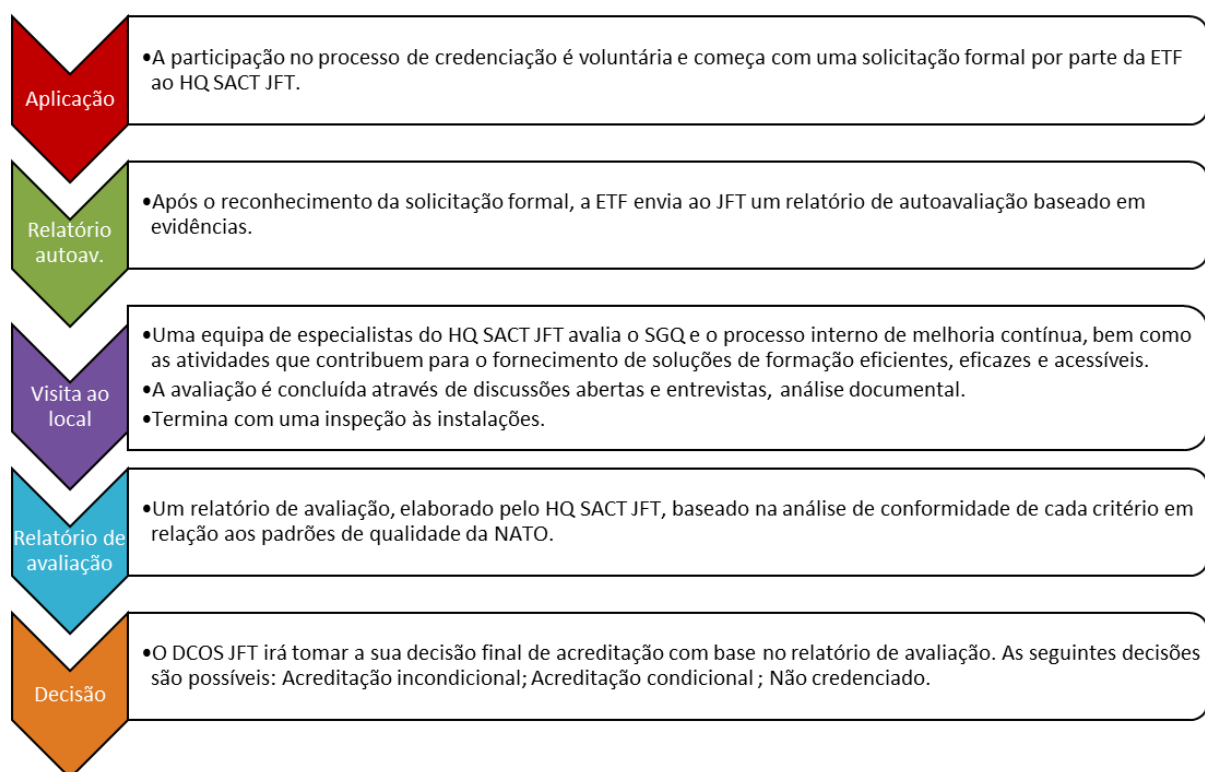 Aplicação
•A participação no processo de credenciação é voluntária e começa com uma solicitação formal por parte da ETF
ao HQ SACT JFT.
Relatório
autoav.
•Após o reconhecimento da solicitação formal, a ETF envia ao JFT um relatório de autoavaliação baseado em
evidências.
Visita ao
local
•Uma equipa de especialistas do HQ SACT JFT avalia o SGQ e o processo interno de melhoria contínua, bem como
as atividades que contribuem para o fornecimento de soluções de formação eficientes, eficazes e acessíveis.
•A avaliação é concluída através de discussões abertas e entrevistas, análise documental.
•Termina com uma inspeção às instalações.
Relatório de
avaliação
•Um relatório de avaliação, elaborado pelo HQ SACT JFT, baseado na análise de conformidade de cada critério em
relação aos padrões de qualidade da NATO.
Decisão
•O DCOS JFT irá tomar a sua decisão final de acreditação com base no relatório de avaliação. As seguintes decisões
são possíveis: Acreditação incondicional; Acreditação condicional ; Não credenciado.